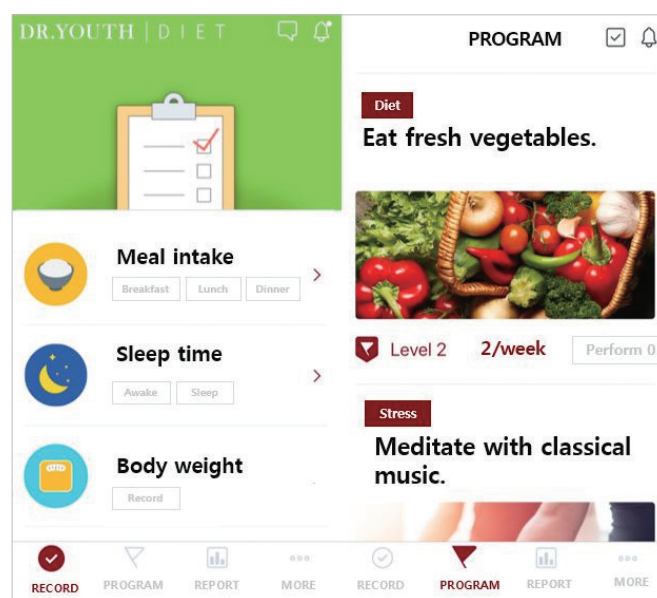 DR.YOUTH | DIET
Meal intake
Breakfast Lunch Dinner
Sleep time
Awake Sleep
Body weight
Record
RECORD PROGRAM REPORT MORE
PROGRAM
Diet
Eat fresh vegetables.
Level 2 2/week Perform 0
Stress
Meditate with classical
music.
RECORD PROGRAM REPORT MORE